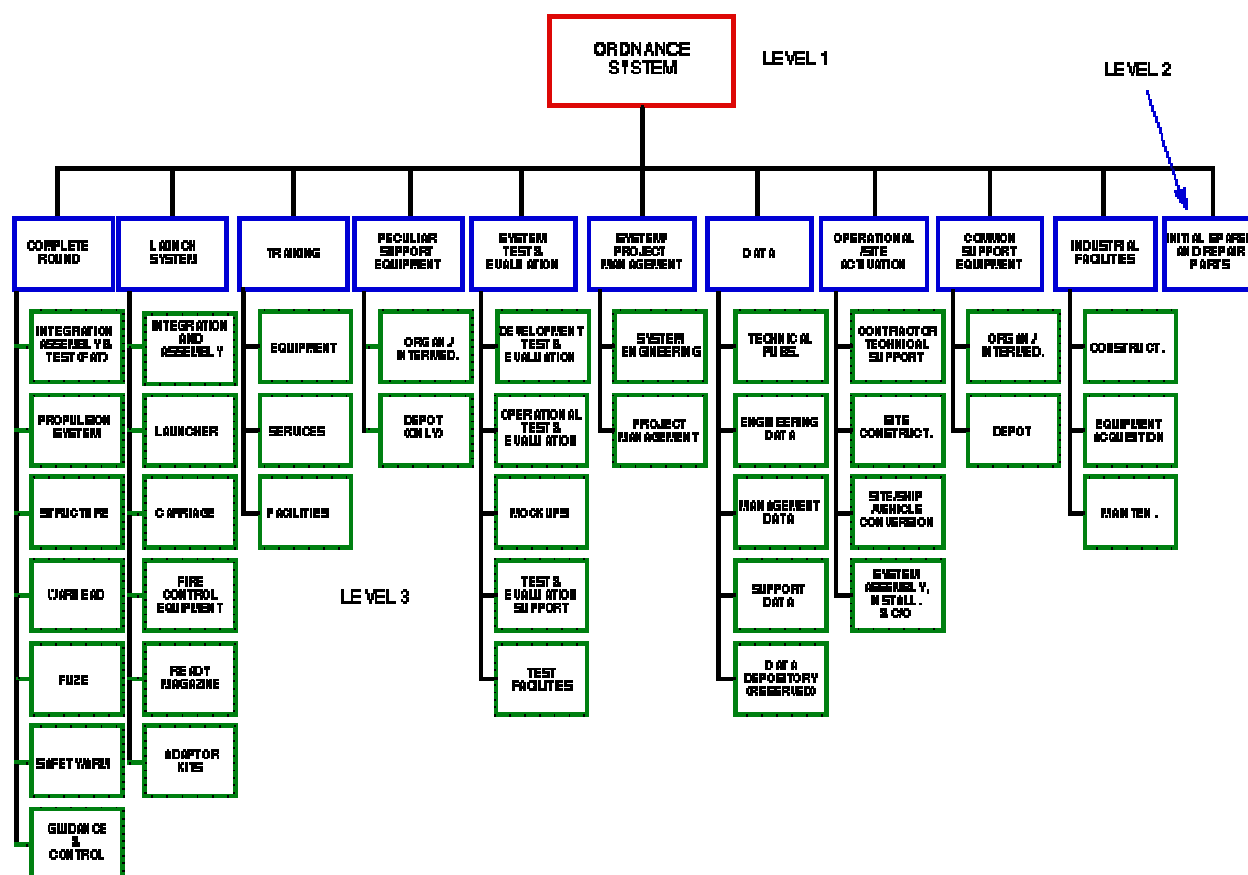 ORDNANCE
SYSTEM
LEVEL 1
LEVEL 2
COMPLETE
ROUND
LAUNCH
SYSTEM
TRAINING
PECULIAR
SUPPORT
EQUIPMENT
SYSTEM
TEST &
EVALUATION
SYSTEM/
PROJECT
MANAGEMENT
DATA
OPERATIONAL
/SITE
ACTIVATION
COMMON
SUPPORT
EQUIPMENT
INDUSTRIAL
FACILITIES
INITIAL SPARES
AND REPAIR
PARTS
INTEGRATION
ASSEMBLY &
TEST (FAT)
PROPULSION
SYSTEM
STRUCTURE
WARHEAD
FUZE
SAFETY/ARM
GUIDANCE
&
CONTROL
INTEGRATION
AND
ASSEMBLY
LAUNCHER
CARRIAGE
FIRE
CONTROL
EQUIPMENT
READY
MAGAZINE
ADAPTOR
KITS
EQUIPMENT
SERVICES
FACILITIES
LEVEL 3
ORGAN./
INTERMED.
DEPOT
(ONLY)
DEVELOPMENT
TEST &
EVALUATION
OPERATIONAL
TEST &
EVALUATION
MOCKUPS
TEST &
EVALUATION
SUPPORT
TEST
FACILITES
SYSTEM
ENGINEERING
PROJECT
MANAGEMENT
TECHNICAL
PUBS.
ENGINEERING
DATA
MANAGEMENT
DATA
SUPPORT
DATA
DATA
DEPOSITORY
(RESERVED)
CONTRACTOR
TECHNICAL
SUPPORT
SITE
CONSTRUCT.
SITE/SHIP
/VEHICLE
CONVERSION
SYSTEM
ASSEMBLY,
INSTALL.
& C/O
ORGAN./
INTERMED.
DEPOT
CONSTRUCT.
EQUIPMENT
ACQUISTION
MAINTEN.